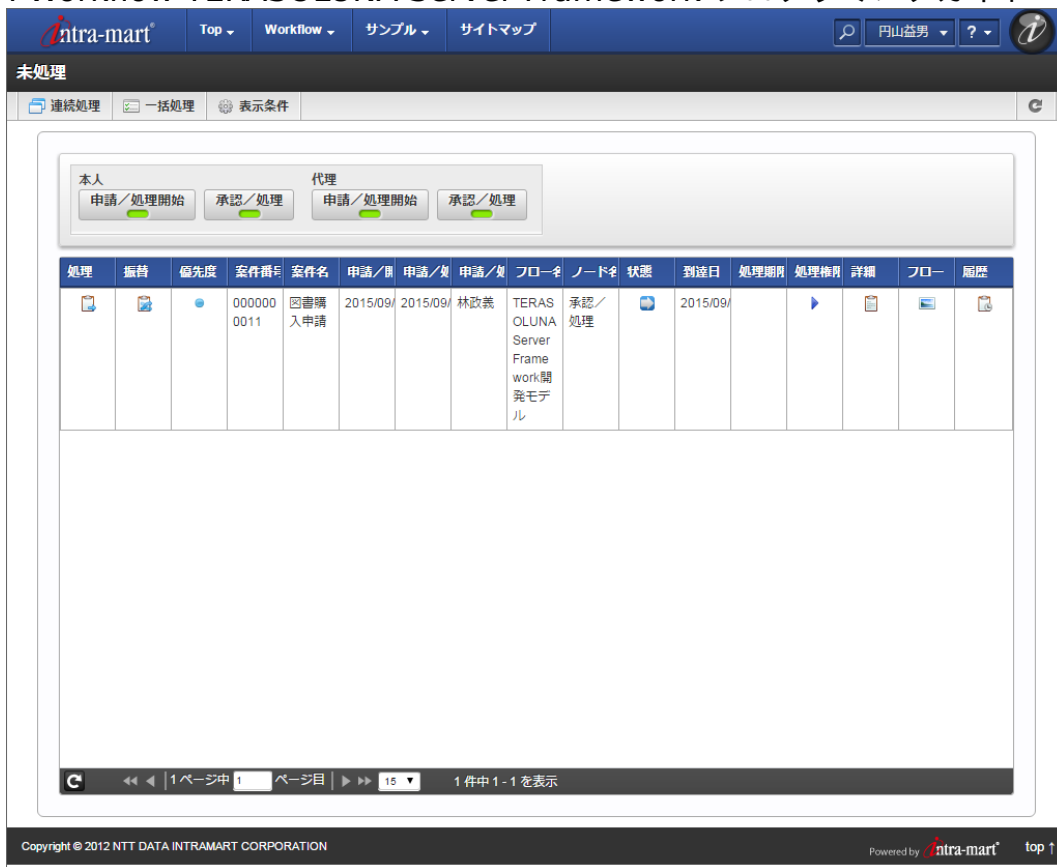 intra-mart Top Workflow サンプル サイトマップ 円山益男 ?
未処理
連続処理 一括処理 表示条件
本人 代理
申請／処理開始 承認／処理 申請／処理開始 承認／処理
処理 振替 優先度 案件番号 案件名 申請／ 申請／ 申請／ フロー名 ノード名 状態 到達日 処理期限 処理権限 詳細 フロー 履歴
000000 図書購 2015/09/ 2015/09/ 林政義 TERAS 承認／ 2015/09/
0011 入申請 OLUNA 処理
Server
Frame
work開
発モデ
ル
1 ページ中 1 ページ目 15 1 件中 1 - 1 を表示
Copyright © 2012 NTT DATA INTRAMART CORPORATION Powered by intra-mart top ↑